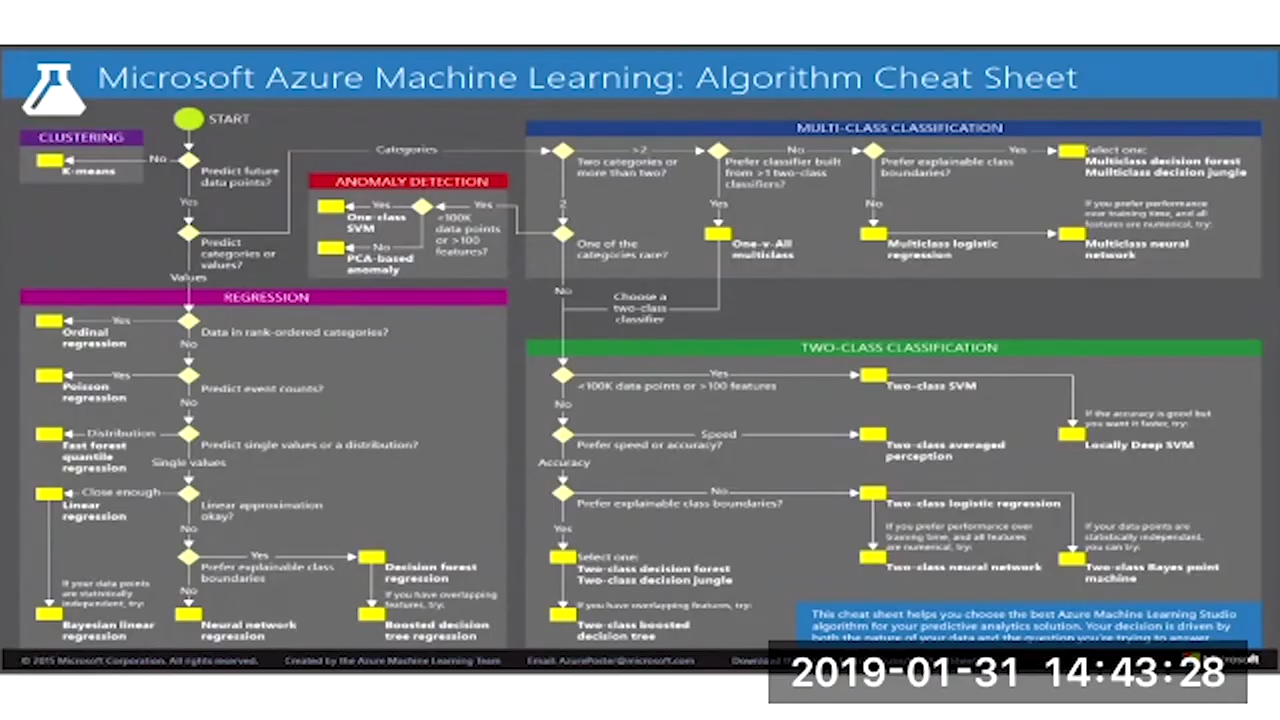 Microsoft Azure Machine Learning: Algorithm Cheat Sheet
START
CLUSTERING
No
K-means
Predict future
data points?
Yes
Predict
categories or
values?
Values
Categories
ANOMALY DETECTION
Yes
Yes
One-class
SVM
<100K
data points
or >100
features?
No
PCA-based
anomaly
MULTI-CLASS CLASSIFICATION
>2
Two categories or
more than two?
No
Prefer classifier built
from >1 two-class
classifiers?
Yes
Prefer explainable class
boundaries?
Select one:
Multiclass decision forest
Multiclass decision jungle
2
Yes
No
If you prefer performance
over training time, and all
features are numerical, try:
One of the
categories rare?
One-v-All
multiclass
Multiclass logistic
regression
Multiclass neural
network
No
Choose a
two-class
classifier
REGRESSION
Yes
Ordinal
regression
Data in rank-ordered categories?
No
Yes
Poisson
regression
Predict event counts?
No
Distribution
Fast forest
quantile
regression
Predict single values or a distribution?
Single values
Close enough
Linear
regression
Linear approximation
okay?
No
Yes
Prefer explainable class
boundaries
Decision forest
regression
If your data points
are statistically
independent, try:
No
If you have overlapping
features, try:
Bayesian linear
regression
Neural network
regression
Boosted decision
tree regression
TWO-CLASS CLASSIFICATION
Yes
<100K data points or >100 features
Two-class SVM
No
If the accuracy is good but
you want it faster, try:
Speed
Prefer speed or accuracy?
Two-class averaged
perception
Locally Deep SVM
Accuracy
No
Prefer explainable class boundaries?
Two-class logistic regression
Yes
If you prefer performance over
training time, and all features
are numerical, try:
If your data points are
statistically independant,
you can try:
Select one:
Two-class decision forest
Two-class decision jungle
Two-class neural network
Two-class Bayes point
machine
If you have overlapping features, try:
Two-class boosted
decision tree
This cheat sheet helps you choose the best Azure Machine Learning Studio
algorithm for your predictive analytics solution. Your decision is driven by
both the nature of your data and the question you're trying to answer
© 2015 Microsoft Corporation. All rights reserved.
Created by the Azure Machine Learning Team
Email: AzurePoster@microsoft.com
2019-01-31 14:43:28